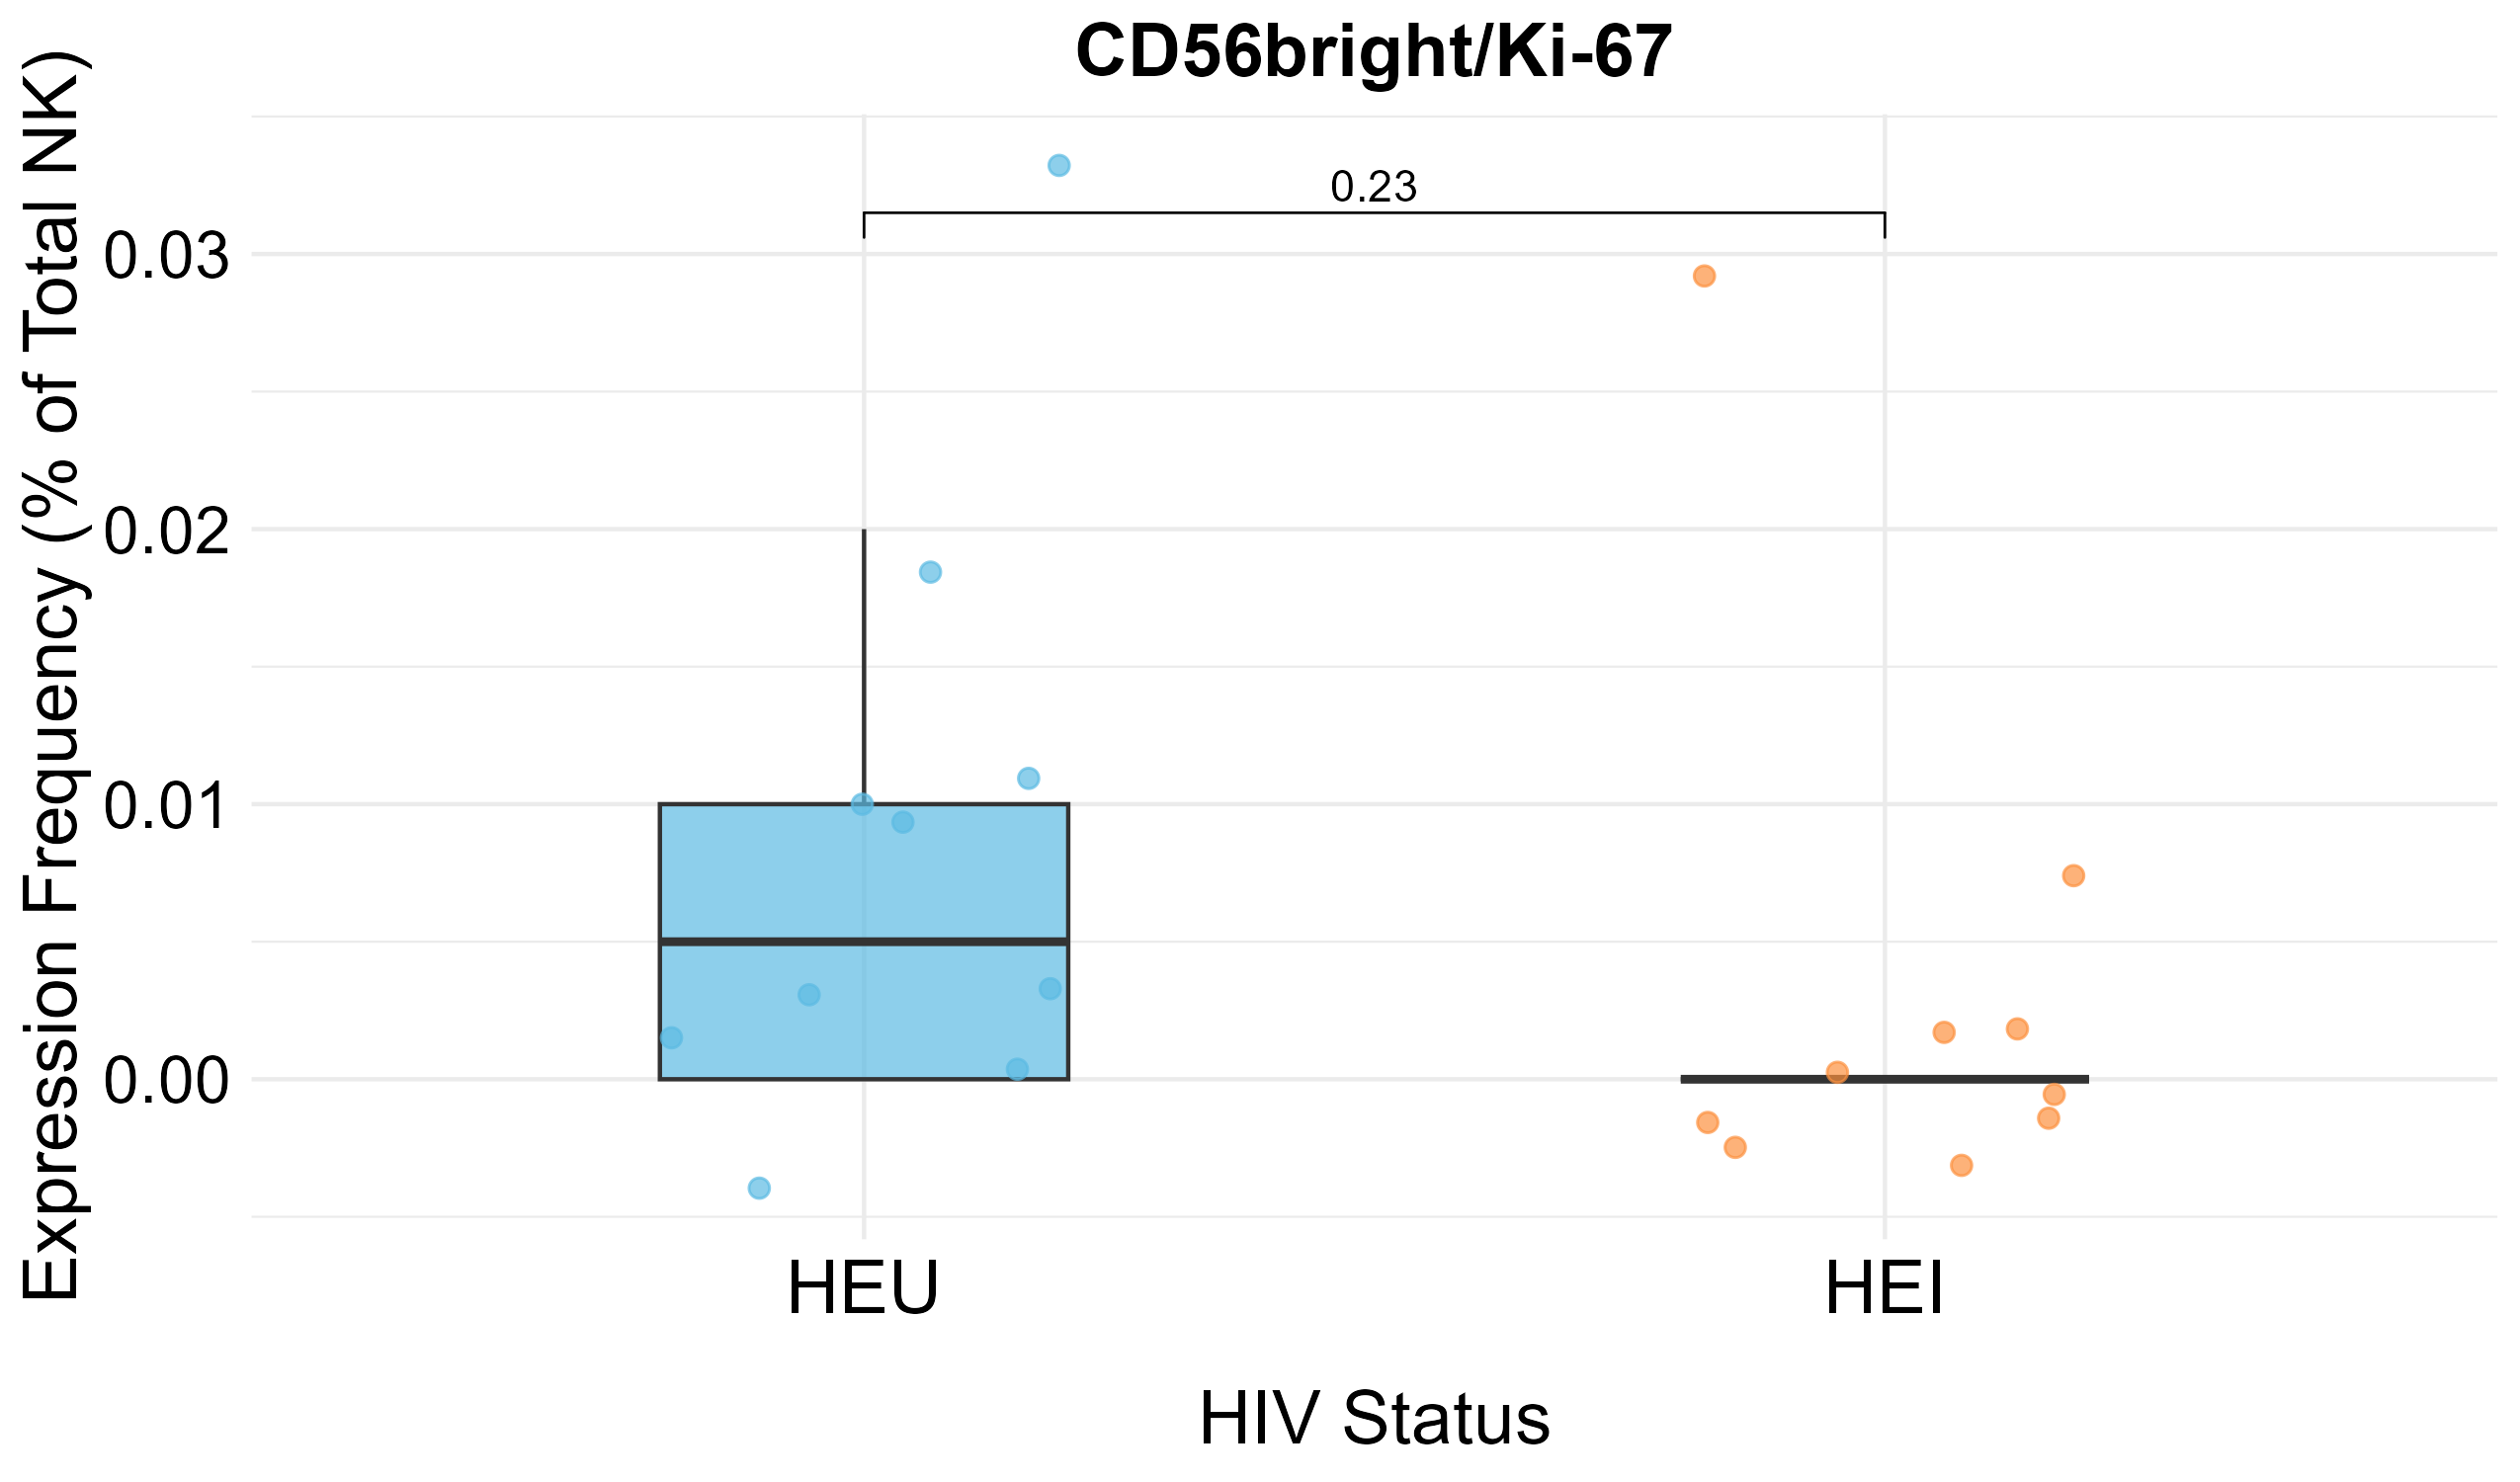 CD56bright/Ki-67
Expression Frequency (% of Total NK)
0.23
0.03
0.02
0.01
0.00
HEU
HEI
HIV Status